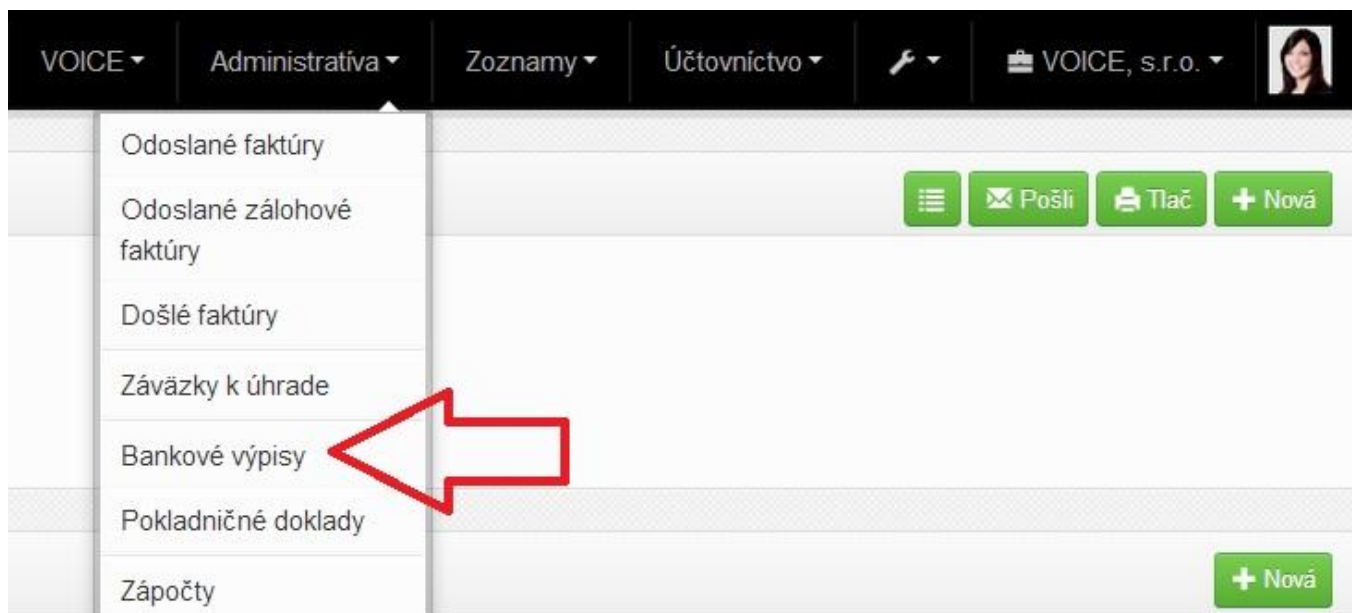 VOICE Administratíva Zoznamy Účtovníctvo VOICE, s.r.o.
Odoslané faktúry
Odoslané zálohové
faktúry
Došlé faktúry
Záväzky k úhrade
Bankové výpisy
Pokladničné doklady
Zápočty
Pošli Tlač Nová
Nová